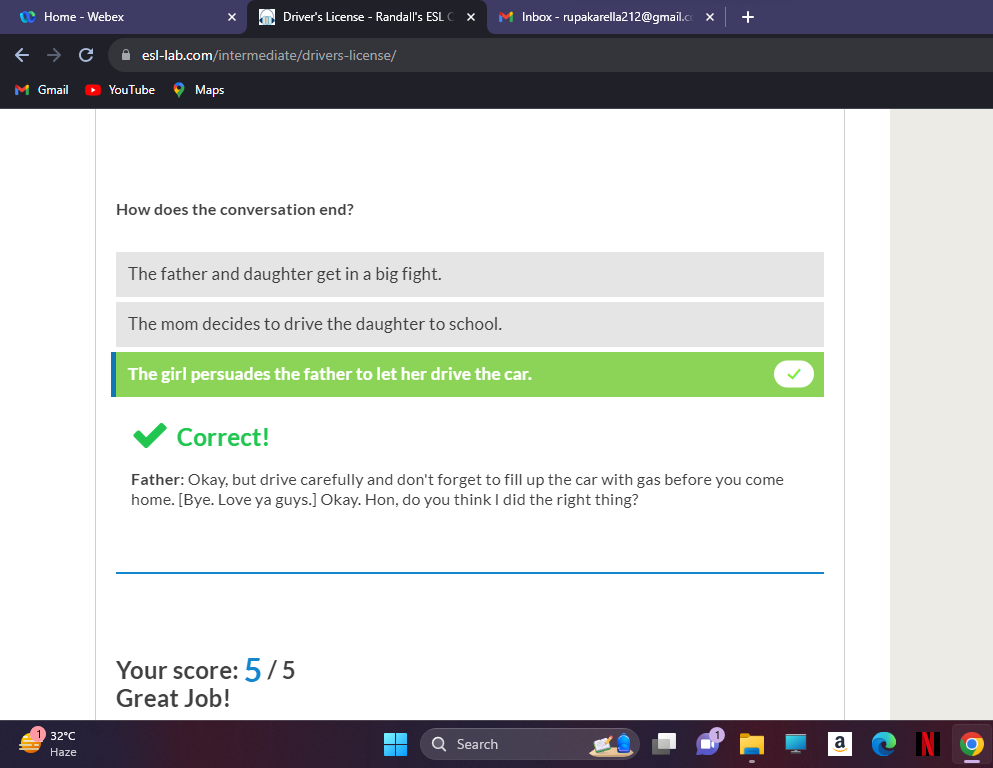 Home - Webex
Driver's License - Randall's ESL C
Inbox - rupakarella212@gmail.c
esl-lab.com/intermediate/drivers-license/
Gmail
YouTube
Maps
How does the conversation end?
The father and daughter get in a big fight.
The mom decides to drive the daughter to school.
The girl persuades the father to let her drive the car.
Correct!
Father: Okay, but drive carefully and don't forget to fill up the car with gas before you come
home. [Bye. Love ya guys.] Okay. Hon, do you think I did the right thing?
Your score: 5 / 5
Great Job!
1
32°C
Haze
Search
1
a
N